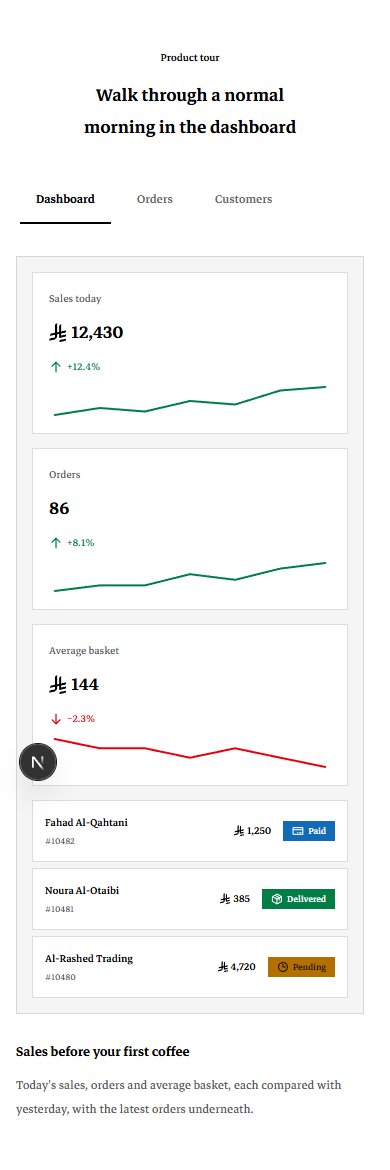 Product tour
Walk through a normal
morning in the dashboard
Dashboard Orders Customers
Sales today
⃁ 12,430
↑ +12.4%
Orders
86
↑ +8.1%
Average basket
⃁ 144
↓ −2.3%
N
Fahad Al-Qahtani ⃁ 1,250 Paid
#10482
Noura Al-Otaibi ⃁ 385 Delivered
#10481
Al-Rashed Trading ⃁ 4,720 Pending
#10480
Sales before your first coffee
Today's sales, orders and average basket, each compared with
yesterday, with the latest orders underneath.